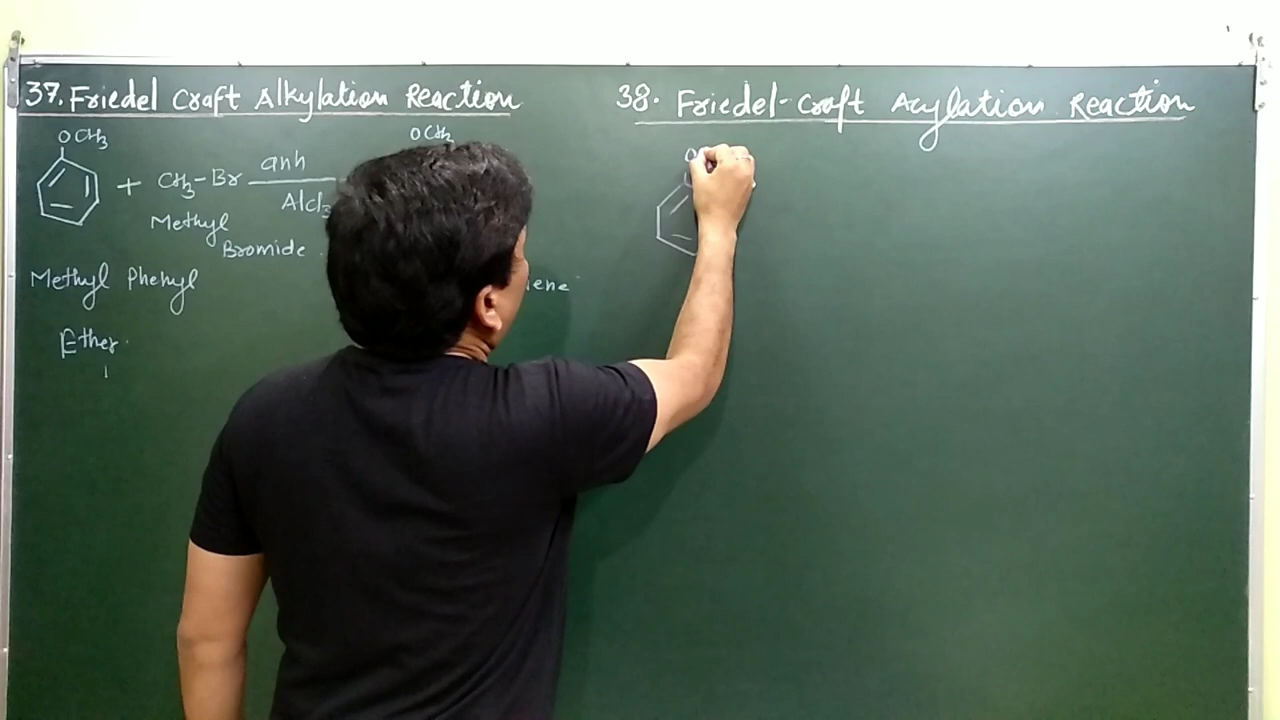 37. Friedel Craft Alkylation Reaction
OCH3
+ CH3-Br anh
AlCl3
Methyl
Bromide
Methyl Phenyl
Ether.
OCH3
38. Friedel-Craft Acylation Reaction
O